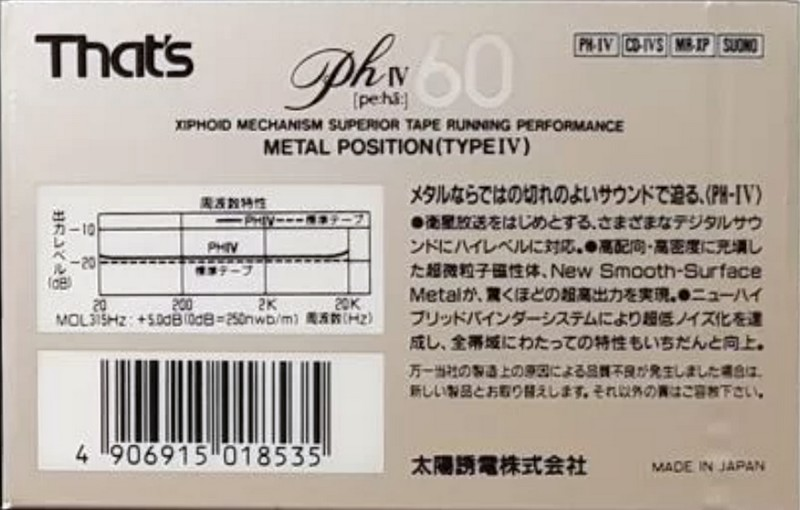 That's
Ph IV 60
[pe:hā:]
PH-IV CD-IVS MR-XP SUONO
XIPHOID MECHANISM SUPERIOR TAPE RUNNING PERFORMANCE
METAL POSITION(TYPE IV)
周波数特性
PHIV 標準テープ
出力レベル(dB)
-10
PHIV
-20
標準テープ
20 200 2K 20K
MOL315Hz:+5.0dB(0dB=250nwb/m) 周波数(Hz)
メタルならではの切れのよいサウンドで迫る、〈PH-IV〉
●衛星放送をはじめとする、さまざまなデジタルサウ
ンドにハイレベルに対応。●高配向・高密度に充塡し
た超微粒子磁性体、New Smooth-Surface
Metalが、驚くほどの超高出力を実現。●ニューハイ
ブリッドバインダーシステムにより超低ノイズ化を達
成し、全帯域にわたっての特性もいちだんと向上。
万一当社の製造上の原因による品質不良が発生しました場合は、
新しい製品とお取り替えします。それ以外の責はご容赦下さい。
4 906915 018535
太陽誘電株式会社
MADE IN JAPAN